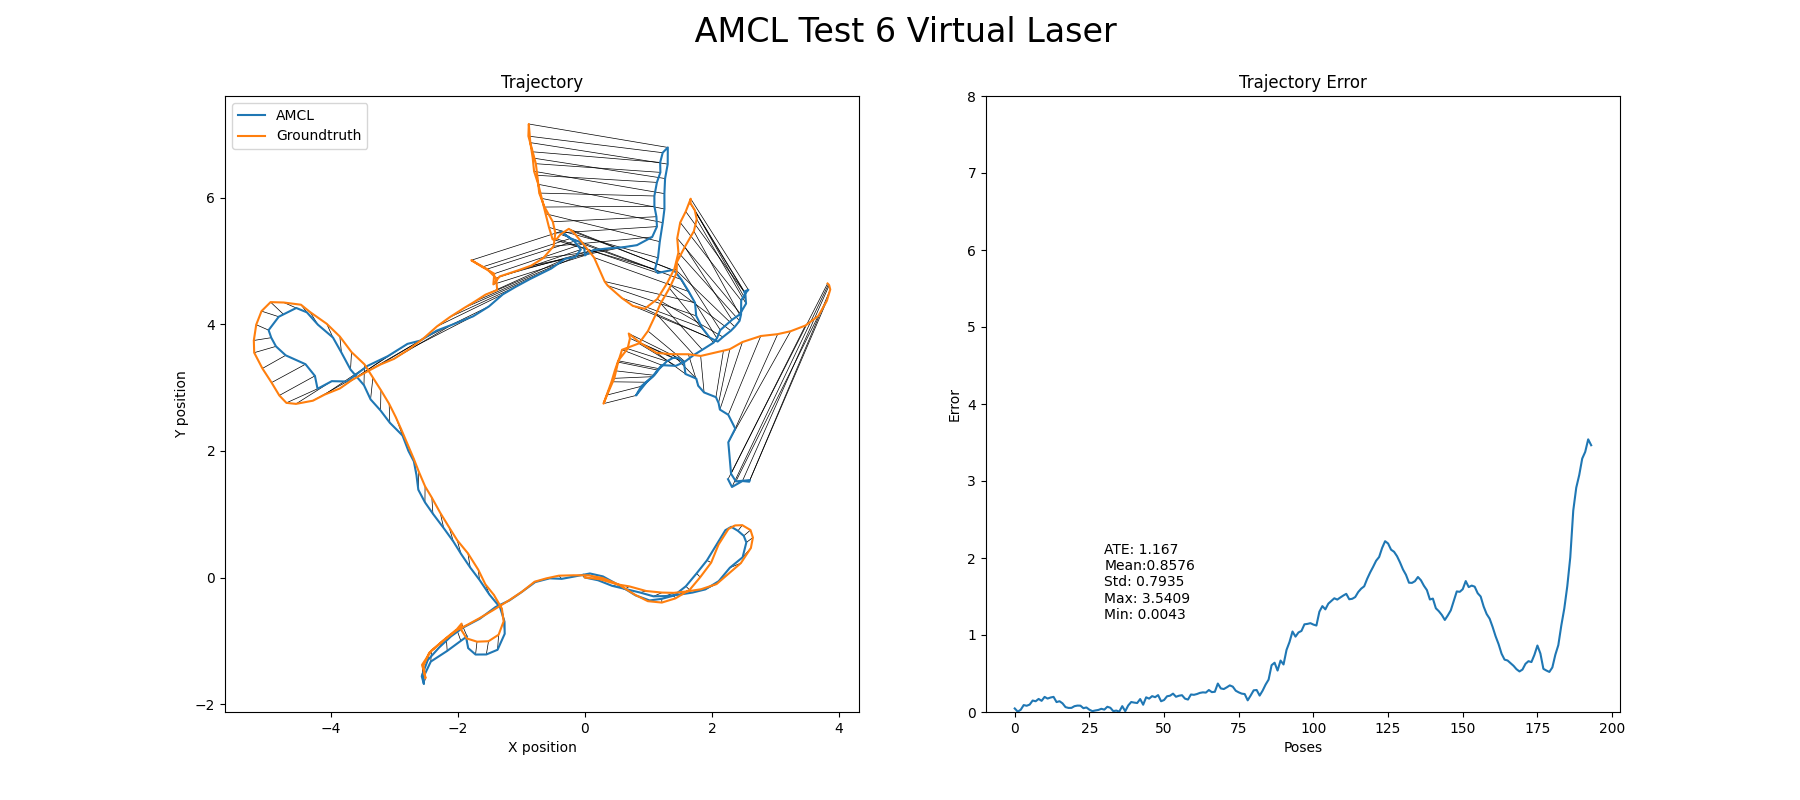 AMCL Test 6 Virtual Laser
Trajectory
AMCL
Groundtruth
6
4
2
0
−2
Y position
−4
−2
0
2
4
X position
Trajectory Error
8
7
6
5
4
3
2
1
0
Error
ATE: 1.167
Mean:0.8576
Std: 0.7935
Max: 3.5409
Min: 0.0043
0
25
50
75
100
125
150
175
200
Poses